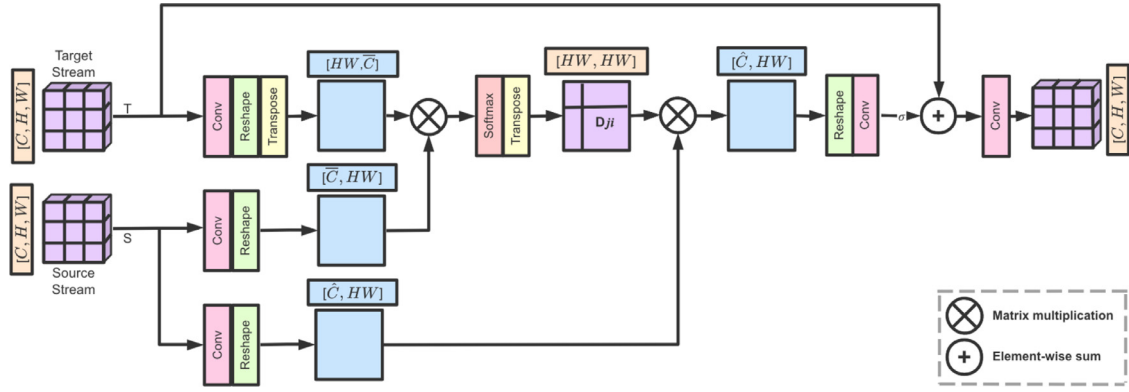 Target
Stream
[C, H, W]
T
Conv
Reshape
Transpose
[HW, C̅]
Softmax
Transpose
[HW, HW]
Dji
[Ĉ, HW]
Reshape
Conv
σ
Conv
[C, H, W]
[C, H, W]
S
Source
Stream
Conv
Reshape
[C̅, HW]
Conv
Reshape
[Ĉ, HW]
Matrix multiplication
Element-wise sum